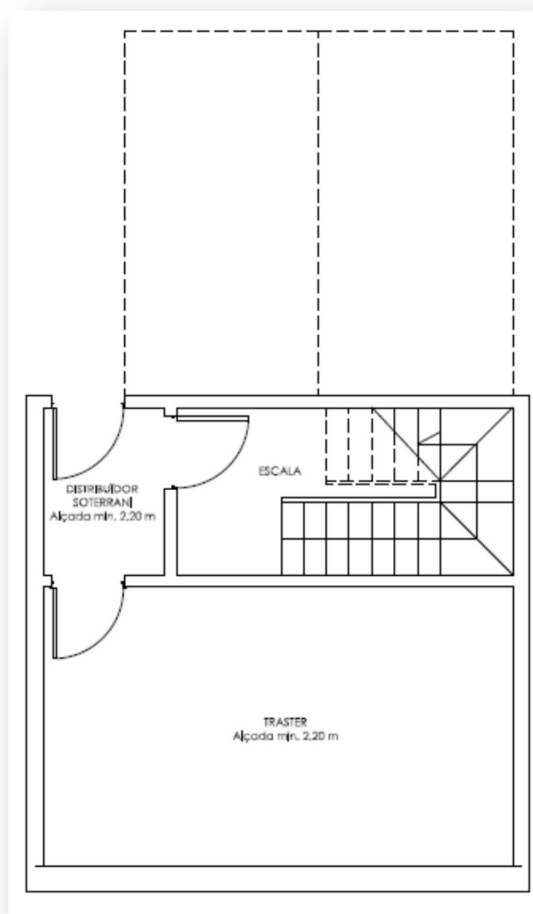 ESCALA
DISTRIBUÏDOR
SOTERRANI
Alçada mín. 2,20 m
TRASTER
Alçada mín. 2,20 m